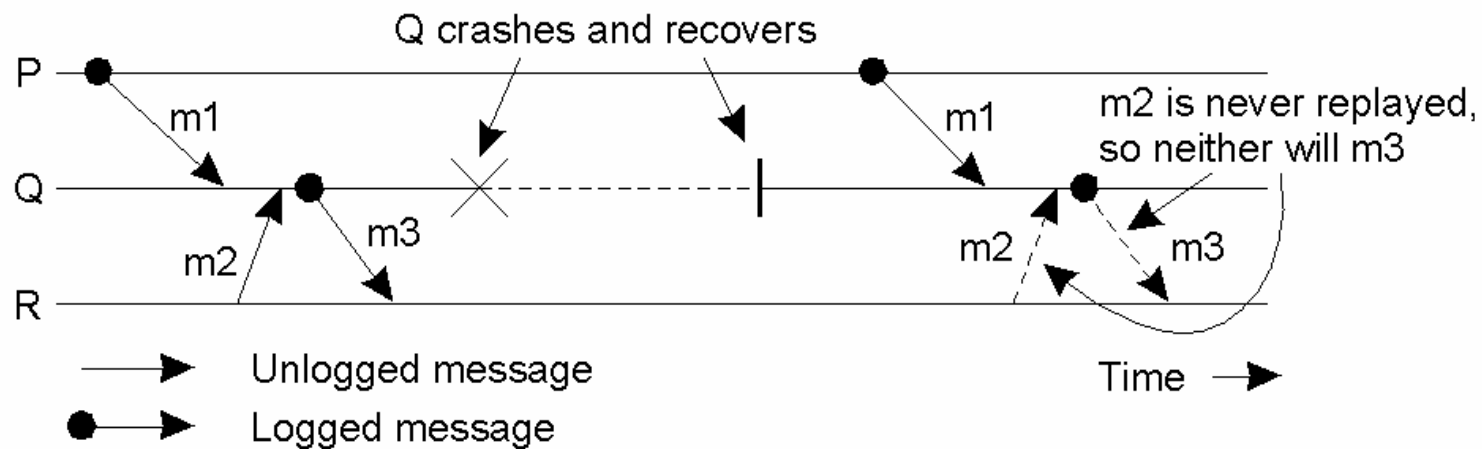 Q crashes and recovers
P
m1
m1
m2 is never replayed,
so neither will m3
Q
m2
m3
m2
m3
R
Unlogged message
Time
Logged message